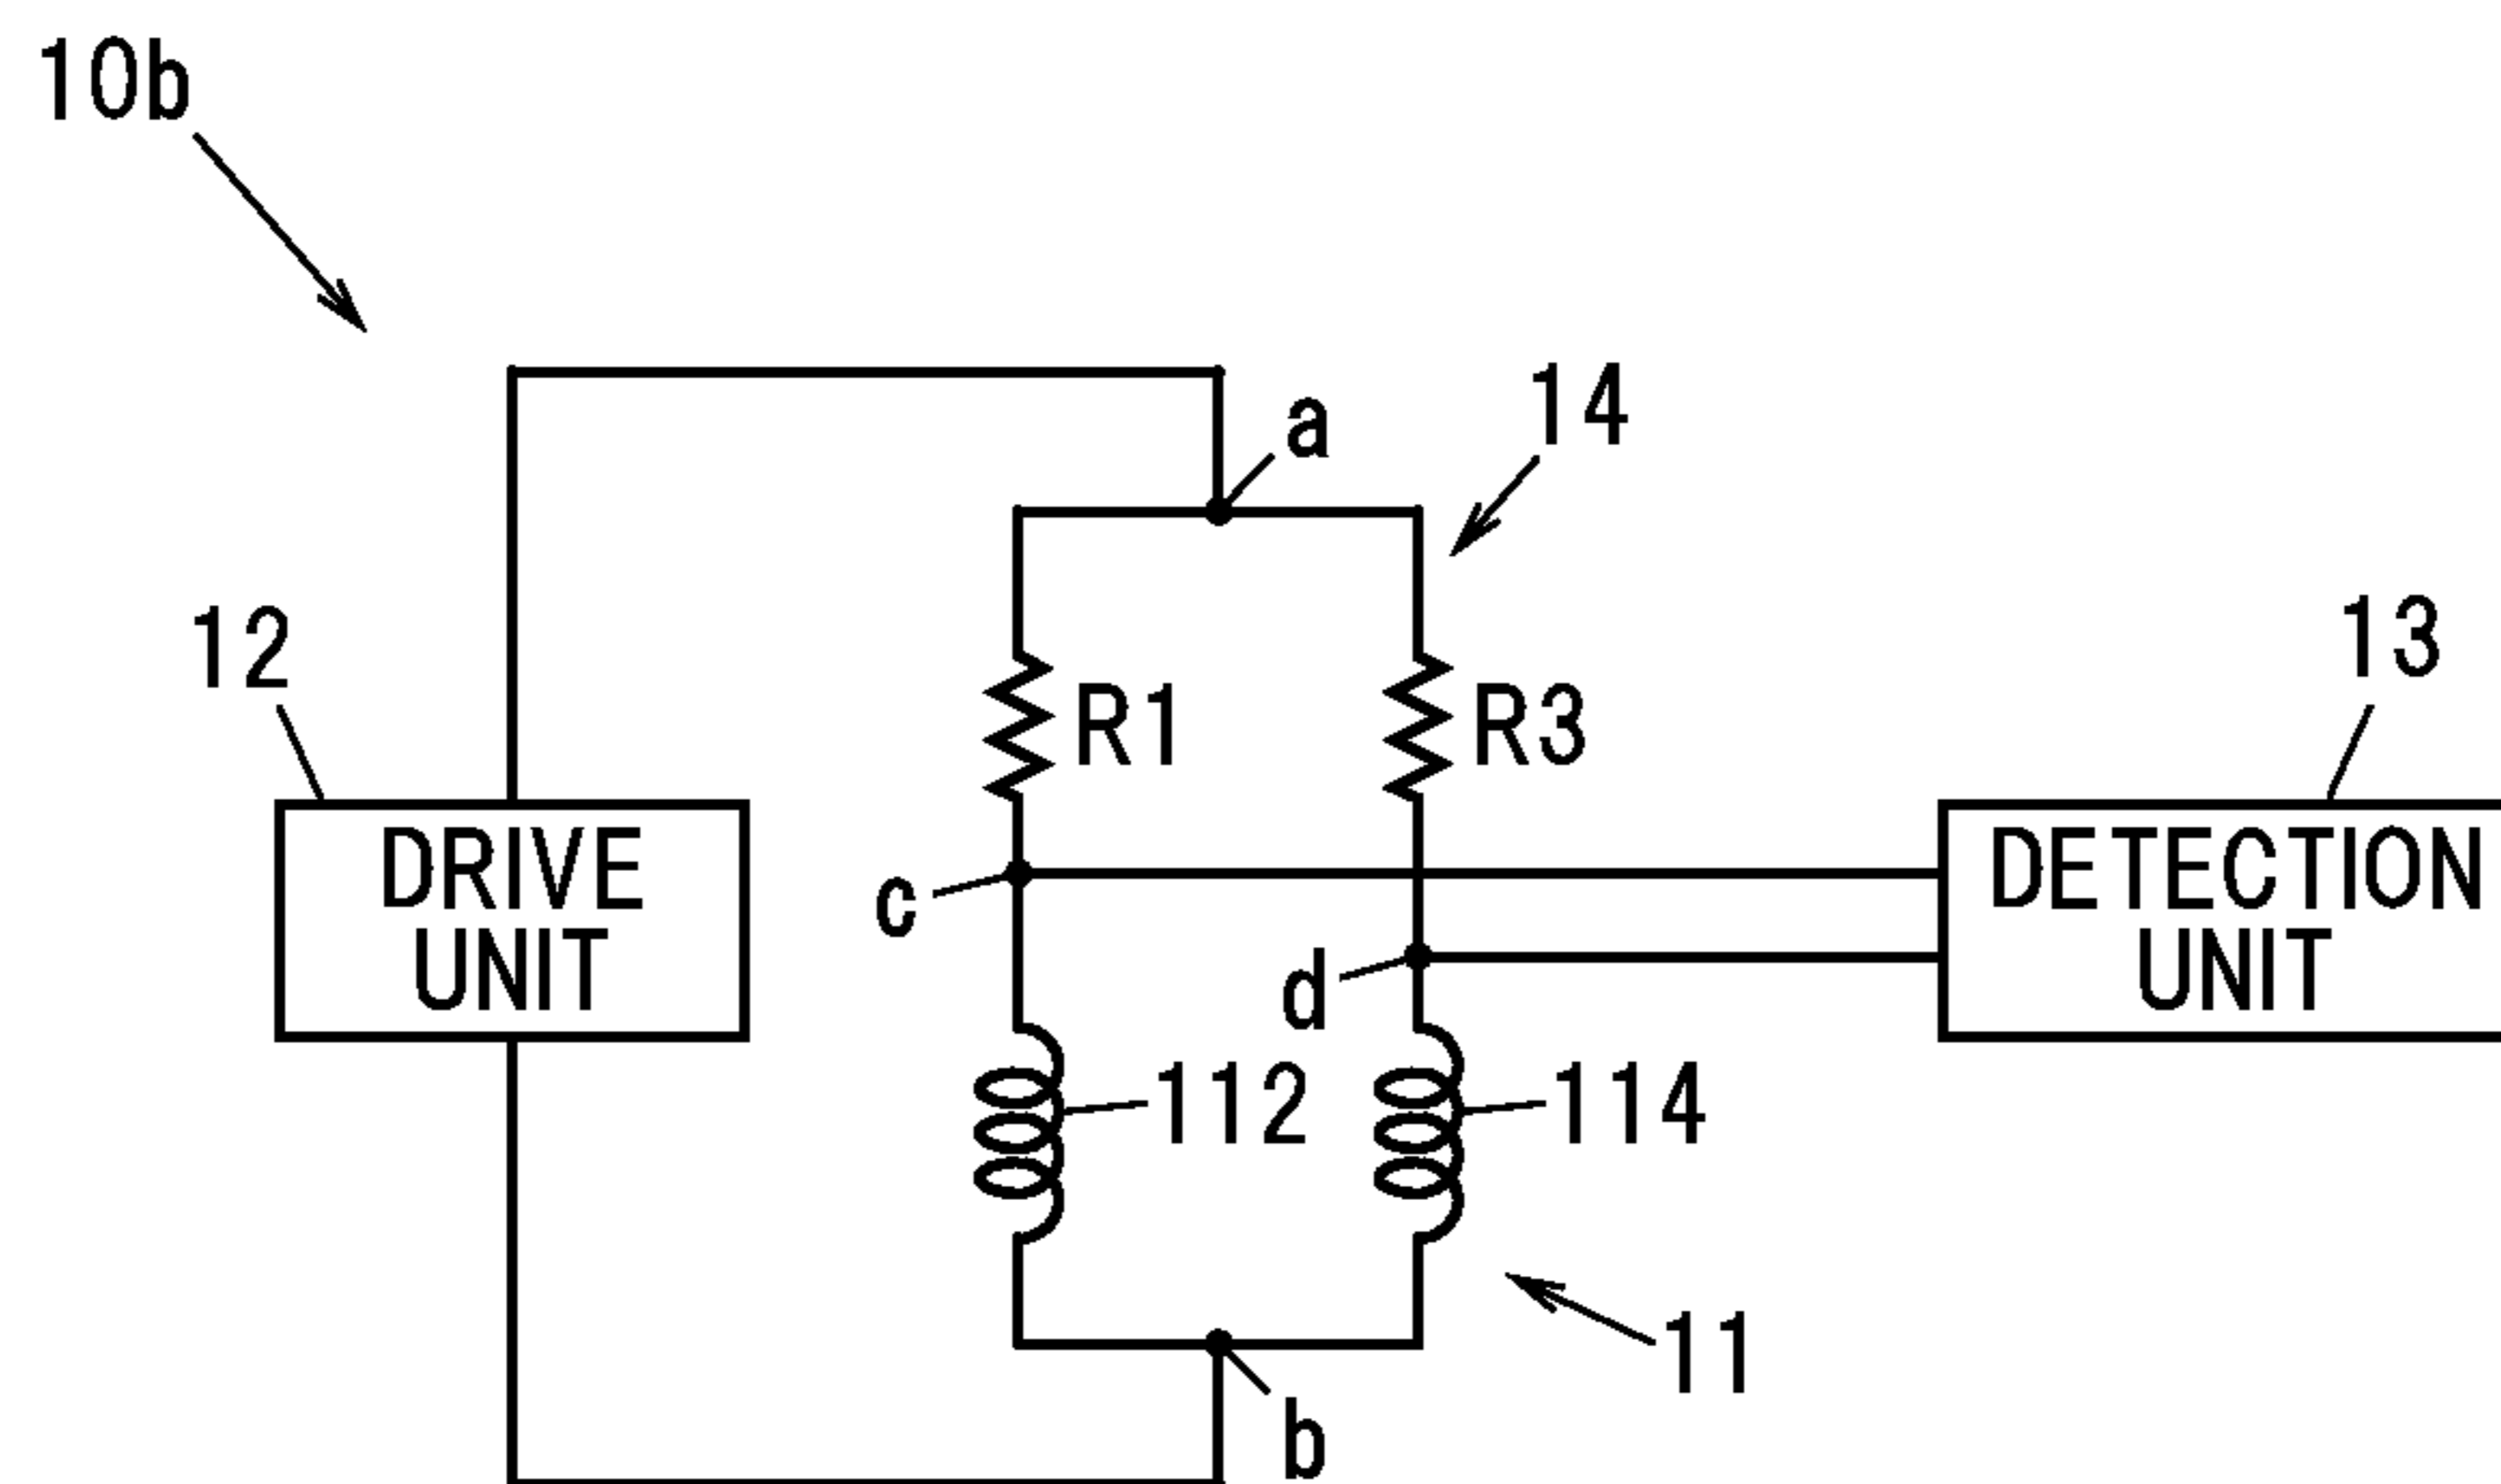 10b
14
a
12
13
R1
R3
DRIVE
UNIT
DETECTION
UNIT
c
d
112
114
11
b